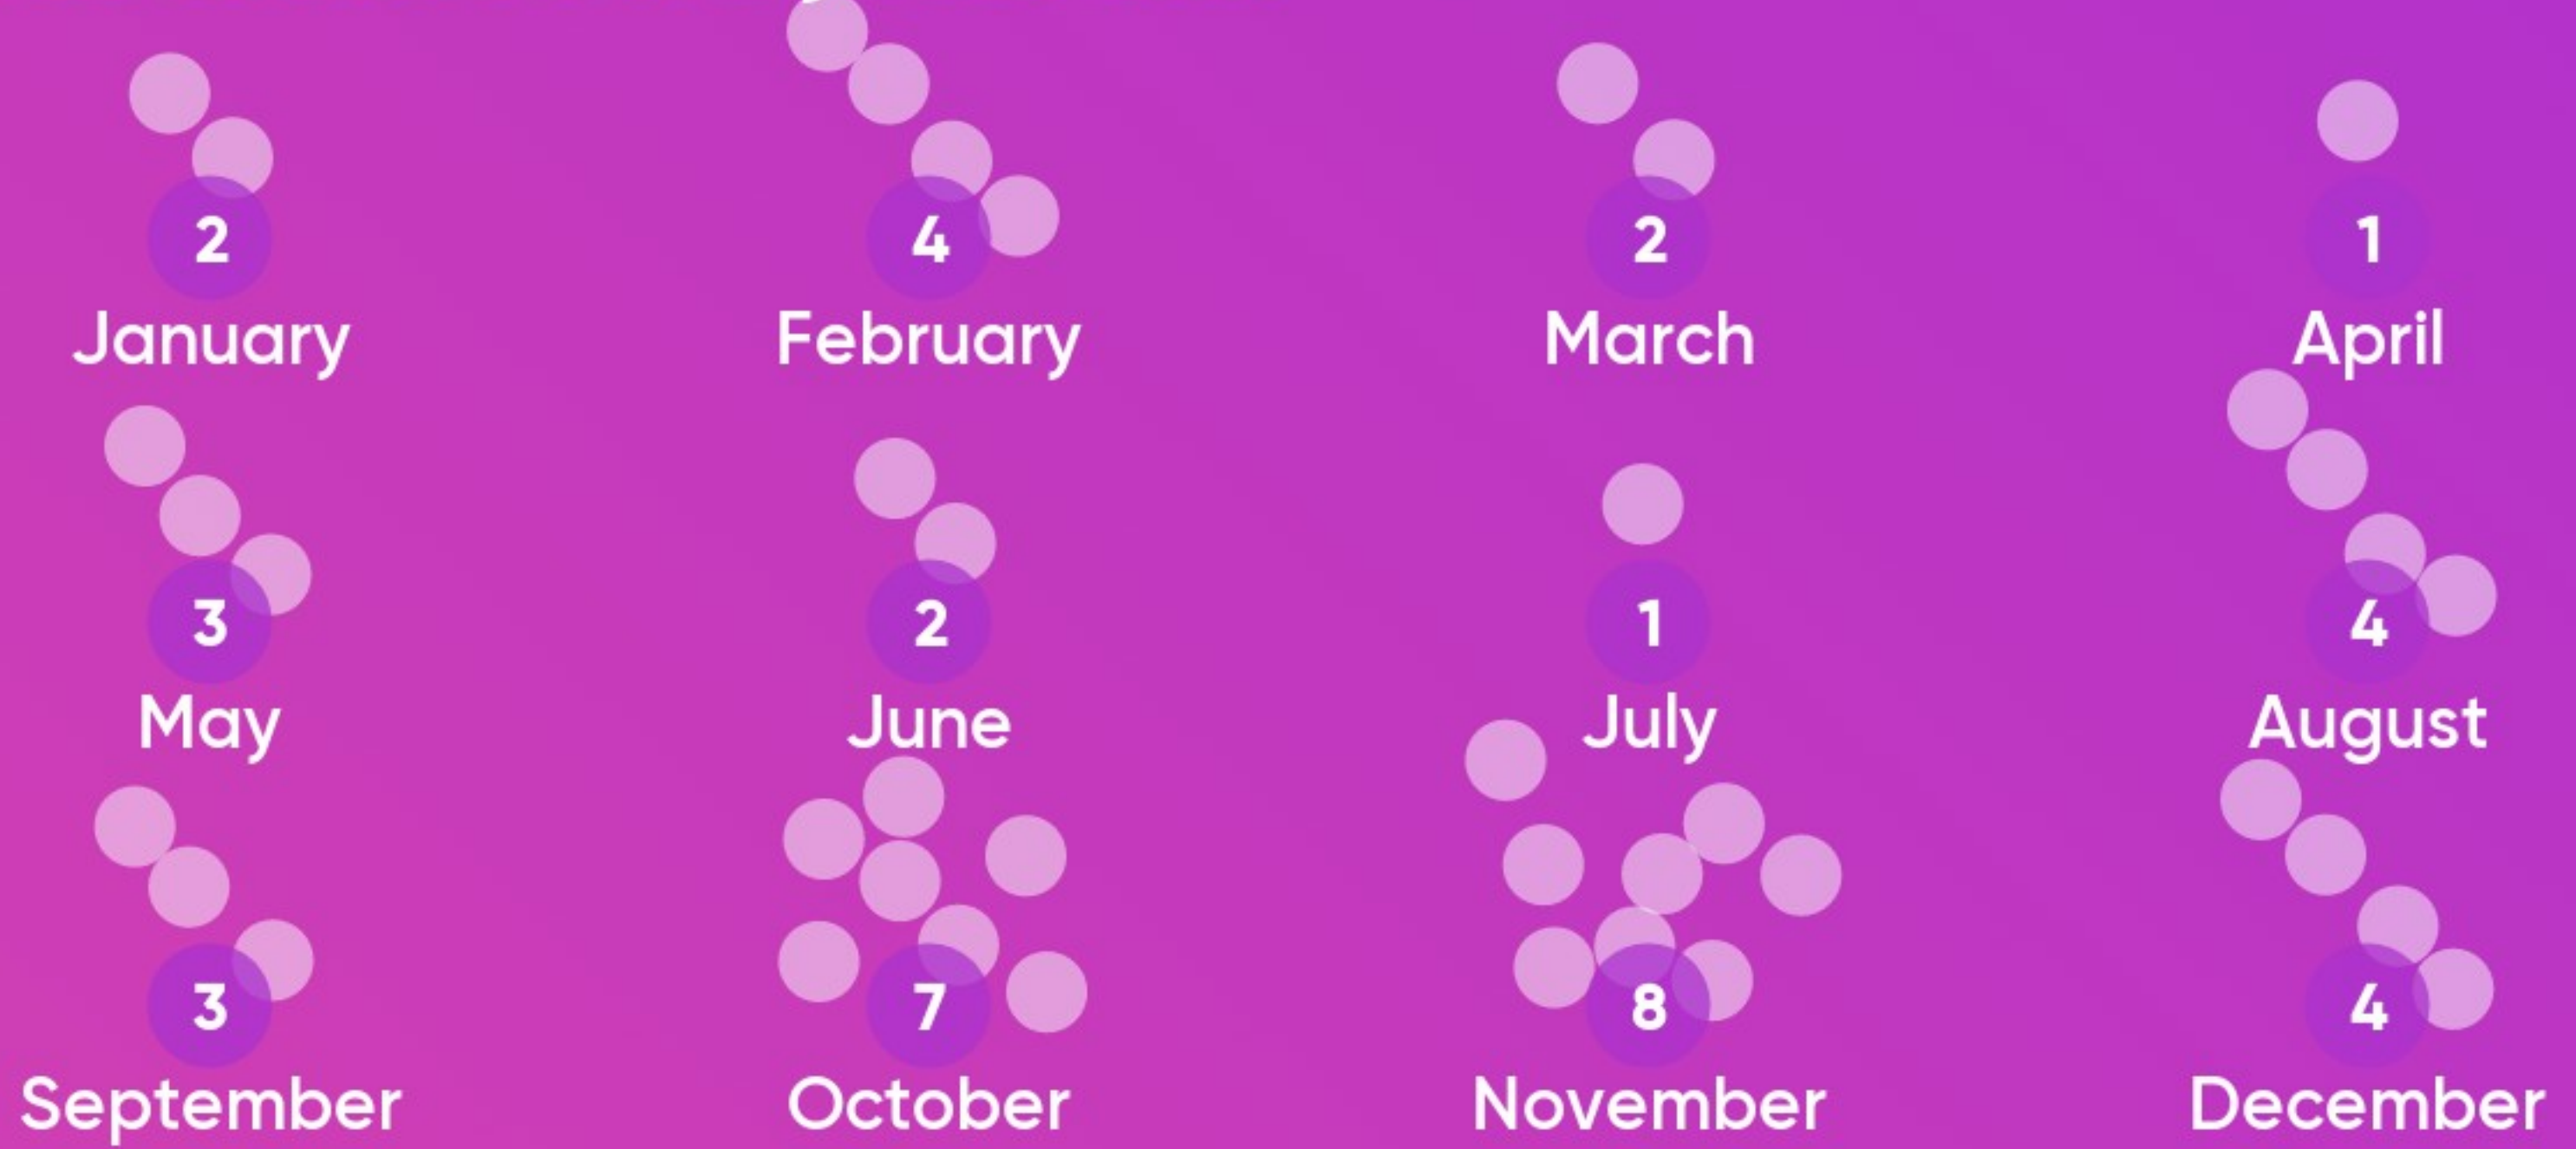 2 4 2 1
January February March April
3 2 1 4
May June July August
3 7 8 4
September October November December